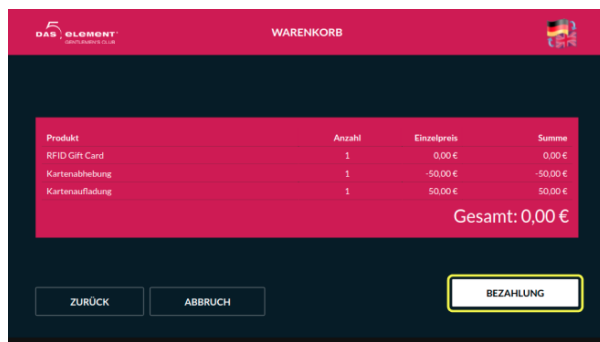 DAS 5 ELEMENT
GENTLEMEN'S CLUB
WARENKORB
Produkt Anzahl Einzelpreis Summe
RFID Gift Card 1 0,00 € 0,00 €
Kartenabhebung 1 -50,00 € -50,00 €
Kartenaufladung 1 50,00 € 50,00 €
Gesamt: 0,00 €
ZURÜCK ABBRUCH BEZAHLUNG